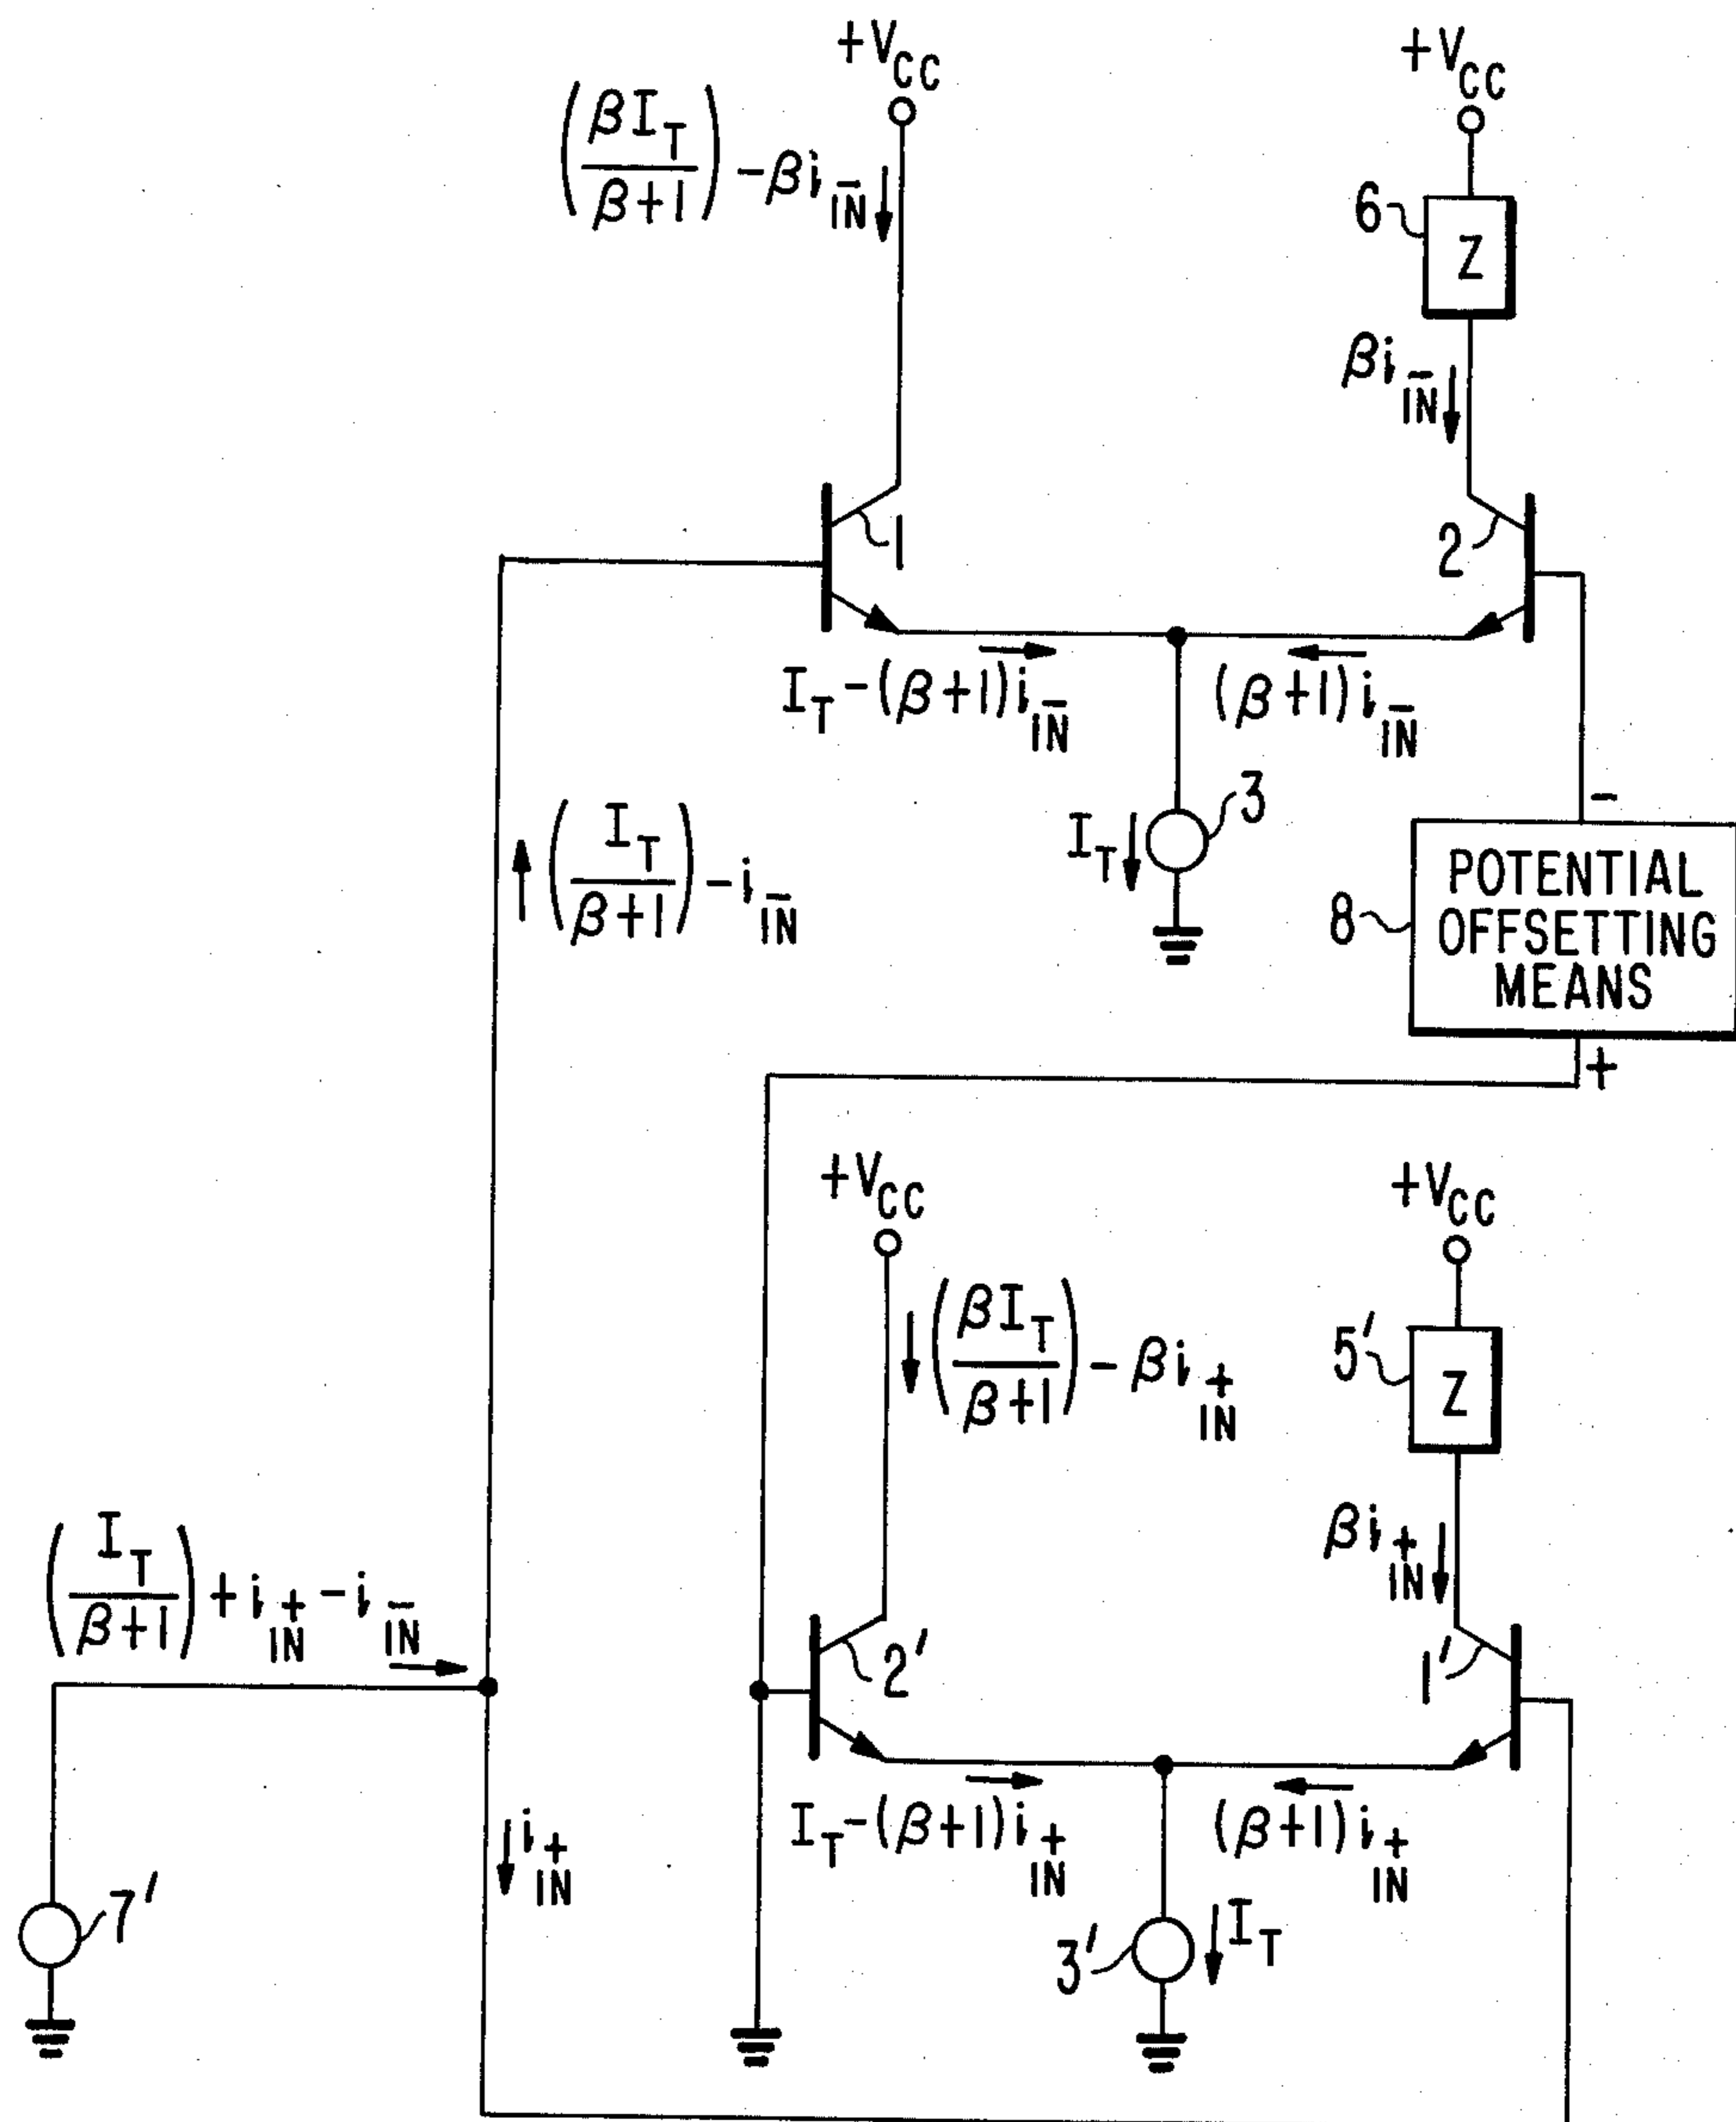 +V_CC
+V_CC
(βI_T/(β+1)) - βi_IN-
6
Z
βi_IN-
1
2
I_T-(β+1)i_IN-
(β+1)i_IN-
3
I_T
(I_T/(β+1)) - i_IN-
-
8
POTENTIAL
OFFSETTING
MEANS
+
+V_CC
+V_CC
(βI_T/(β+1)) - βi_IN+
5'
Z
βi_IN+
(I_T/(β+1)) + i_IN+ - i_IN-
2'
1'
I_T-(β+1)i_IN+
(β+1)i_IN+
i_IN+
7'
3'
I_T